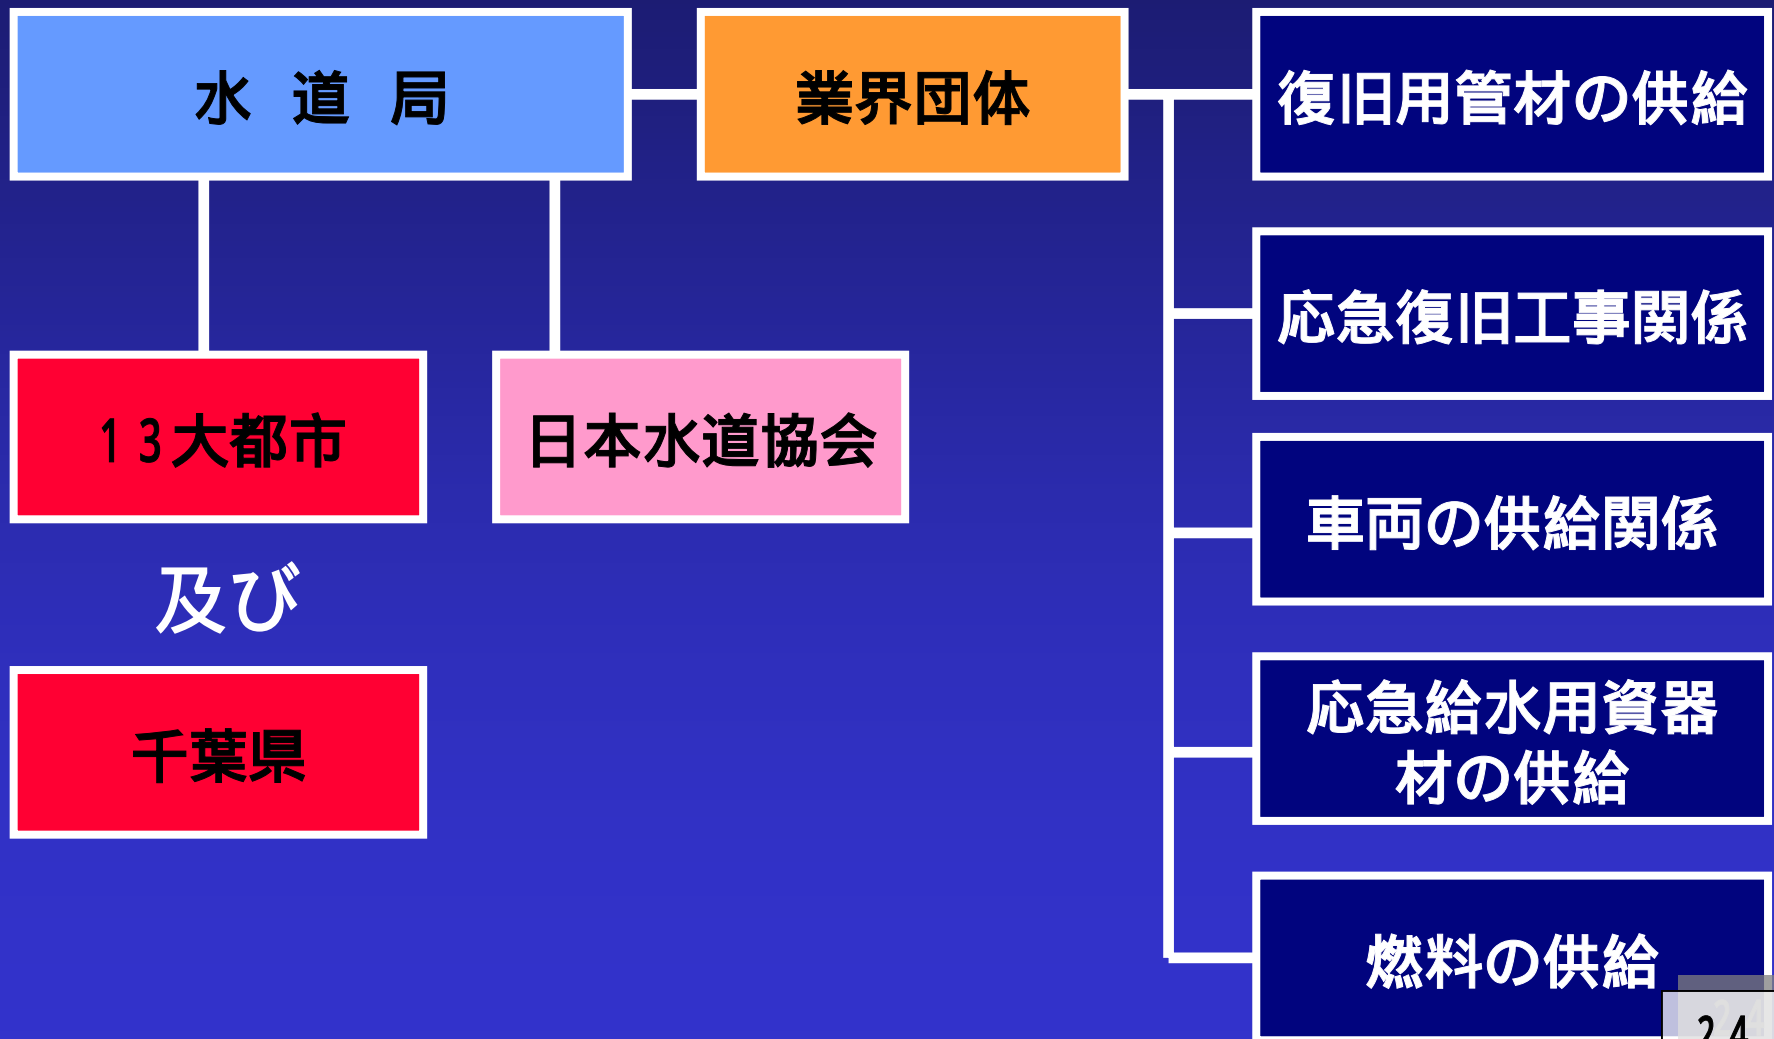 水 道 局
業界団体
復旧用管材の供給
応急復旧工事関係
１３大都市
日本水道協会
車両の供給関係
及び
千葉県
応急給水用資器
材の供給
燃料の供給
24